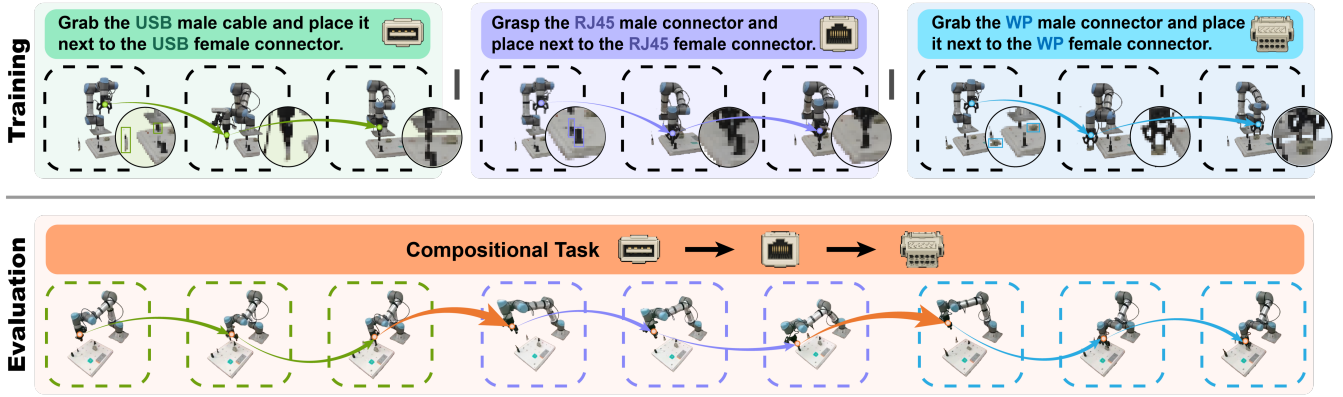 Training
Grab the USB male cable and place it
next to the USB female connector.
Grasp the RJ45 male connector and
place next to the RJ45 female connector.
Grab the WP male connector and place
it next to the WP female connector.
Evaluation
Compositional Task